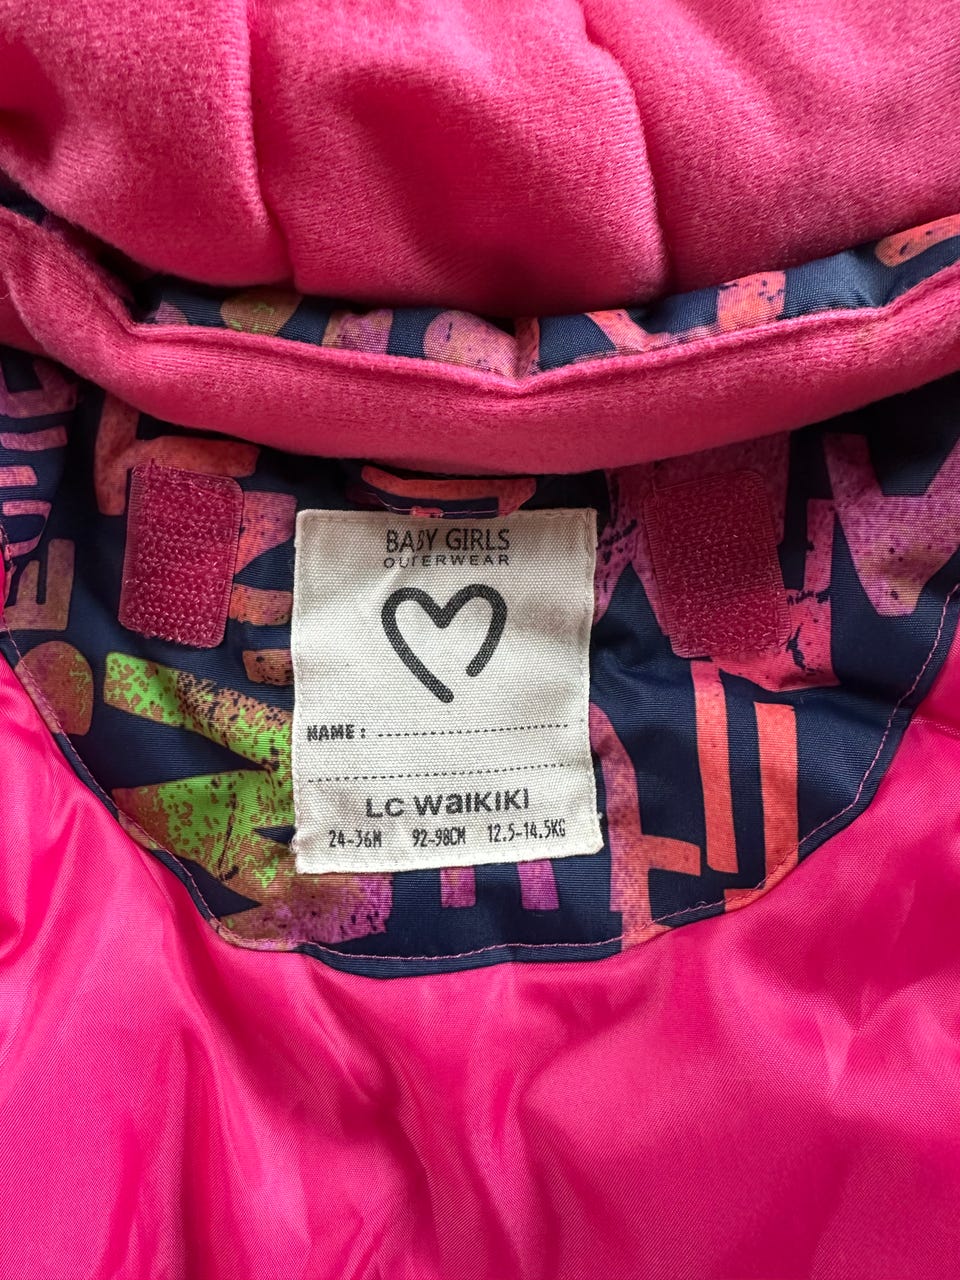 BABY GIRLS
OUTERWEAR
NAME :
LC WAIKIKI
24-36M 92-98CM 12.5-14.5KG